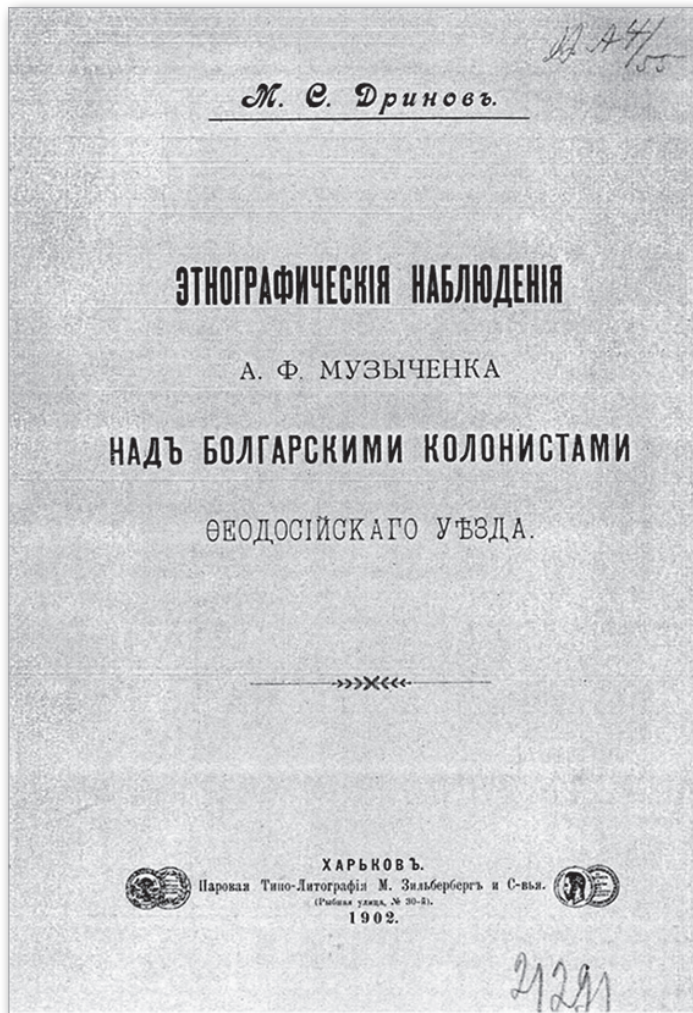 М. С. Дриновъ.
ЭТНОГРАФИЧЕСКІЯ НАБЛЮДЕНІЯ
А. Ф. МУЗЫЧЕНКА
НАДЪ БОЛГАРСКИМИ КОЛОНИСТАМИ
ѲЕОДОСІЙСКАГО УѢЗДА.
ХАРЬКОВЪ.
Паровая Типо-Литографія М. Зильбербергъ и С-вья.
(Рыбная улица, № 30-й).
1902.
21291